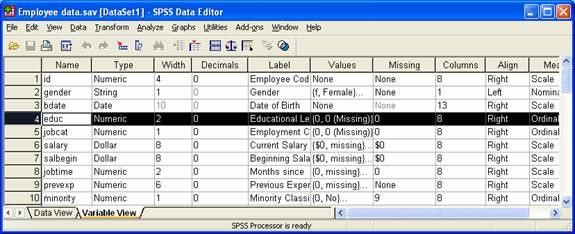 Employee data.sav [DataSet1] - SPSS Data Editor
File Edit View Data Transform Analyze Graphs Utilities Add-ons Window Help
Name Type Width Decimals Label Values Missing Columns Align Mea
1 id Numeric 4 0 Employee Cod None None 8 Right Scale
2 gender String 1 0 Gender {f, Female}... None 1 Left Nomina
3 bdate Date 10 0 Date of Birth None None 13 Right Scale
4 educ Numeric 2 0 Educational Le {0, 0 (Missing)} 0 8 Right Ordinal
5 jobcat Numeric 1 0 Employment C {0, 0 (Missing)} 0 8 Right Ordinal
6 salary Dollar 8 0 Current Salary {$0, missing}... $0 8 Right Scale
7 salbegin Dollar 8 0 Beginning Sala {$0, missing}... $0 8 Right Scale
8 jobtime Numeric 2 0 Months since {0, missing}... 0 8 Right Scale
9 prevexp Numeric 6 0 Previous Exper {0, missing}... None 8 Right Scale
10 minority Numeric 1 0 Minority Classi {0, No}... 9 8 Right Ordinal
Data View Variable View
SPSS Processor is ready